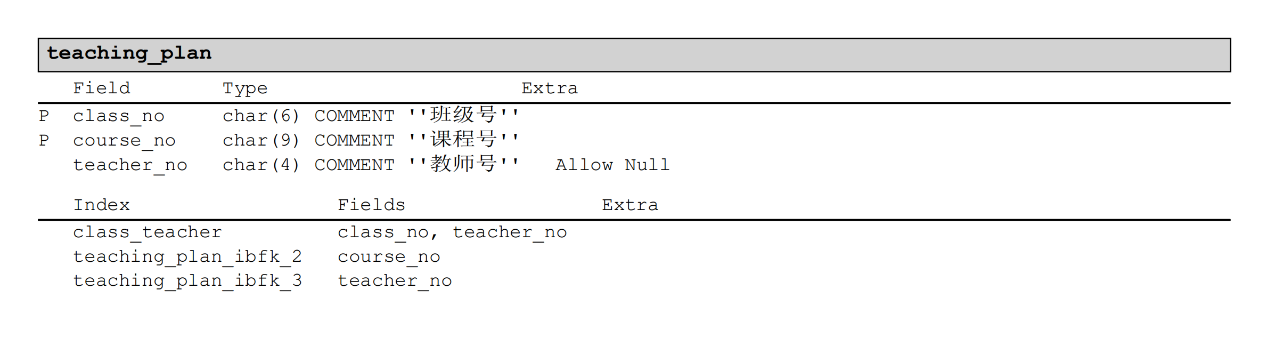 teaching_plan
Field Type Extra
P class_no char(6) COMMENT ''班级号''
P course_no char(9) COMMENT ''课程号''
teacher_no char(4) COMMENT ''教师号'' Allow Null
Index Fields Extra
class_teacher class_no, teacher_no
teaching_plan_ibfk_2 course_no
teaching_plan_ibfk_3 teacher_no